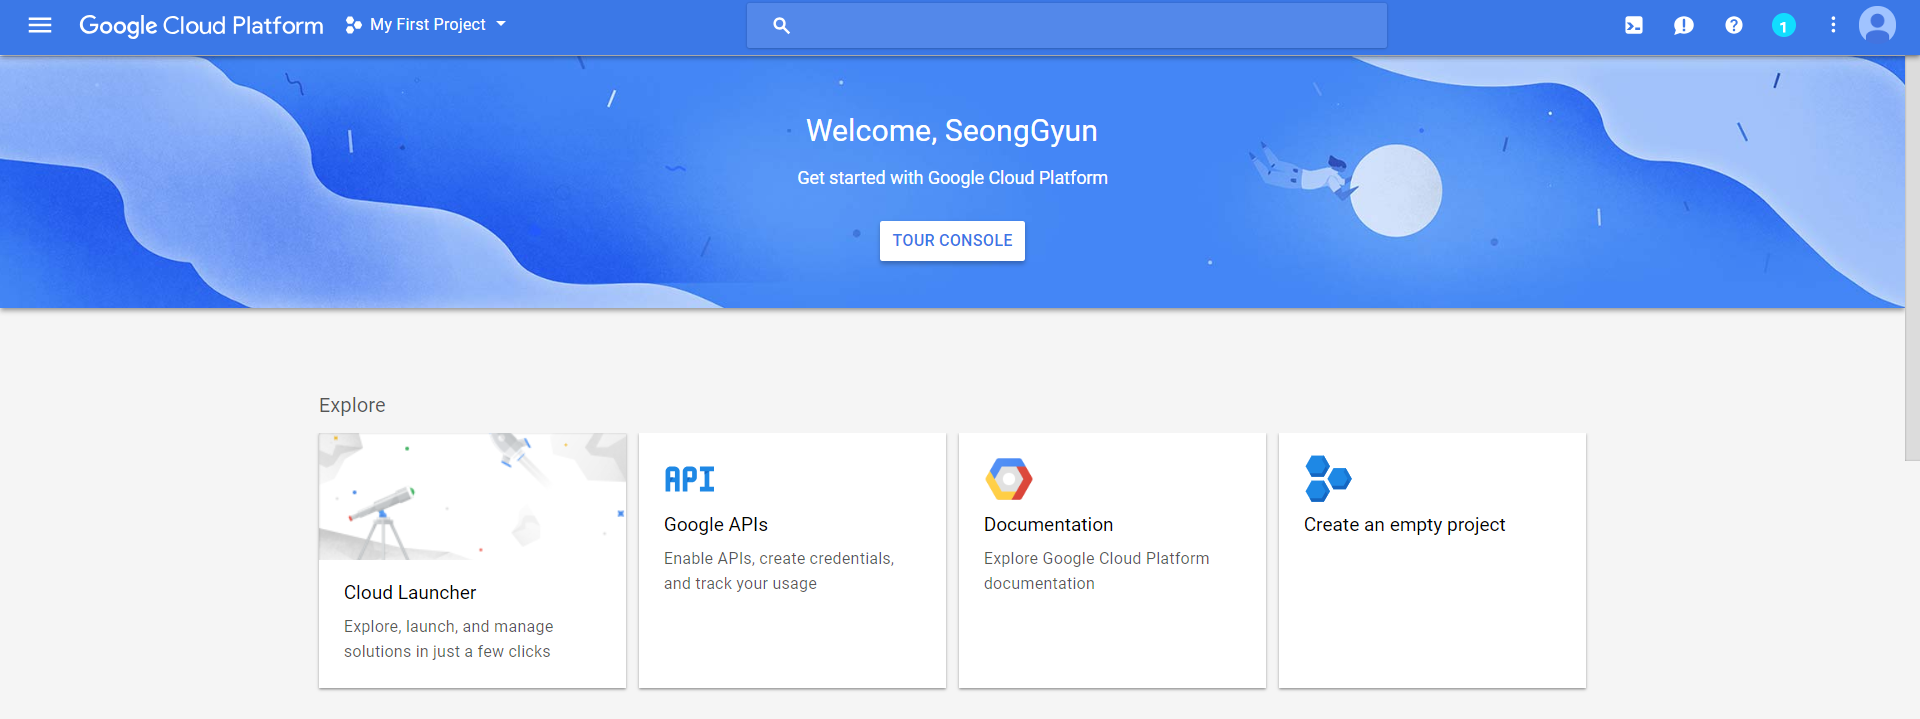 Google Cloud Platform
My First Project
1
Welcome, SeongGyun
Get started with Google Cloud Platform
TOUR CONSOLE
Explore
Cloud Launcher
Explore, launch, and manage
solutions in just a few clicks
API
Google APIs
Enable APIs, create credentials,
and track your usage
Documentation
Explore Google Cloud Platform
documentation
Create an empty project